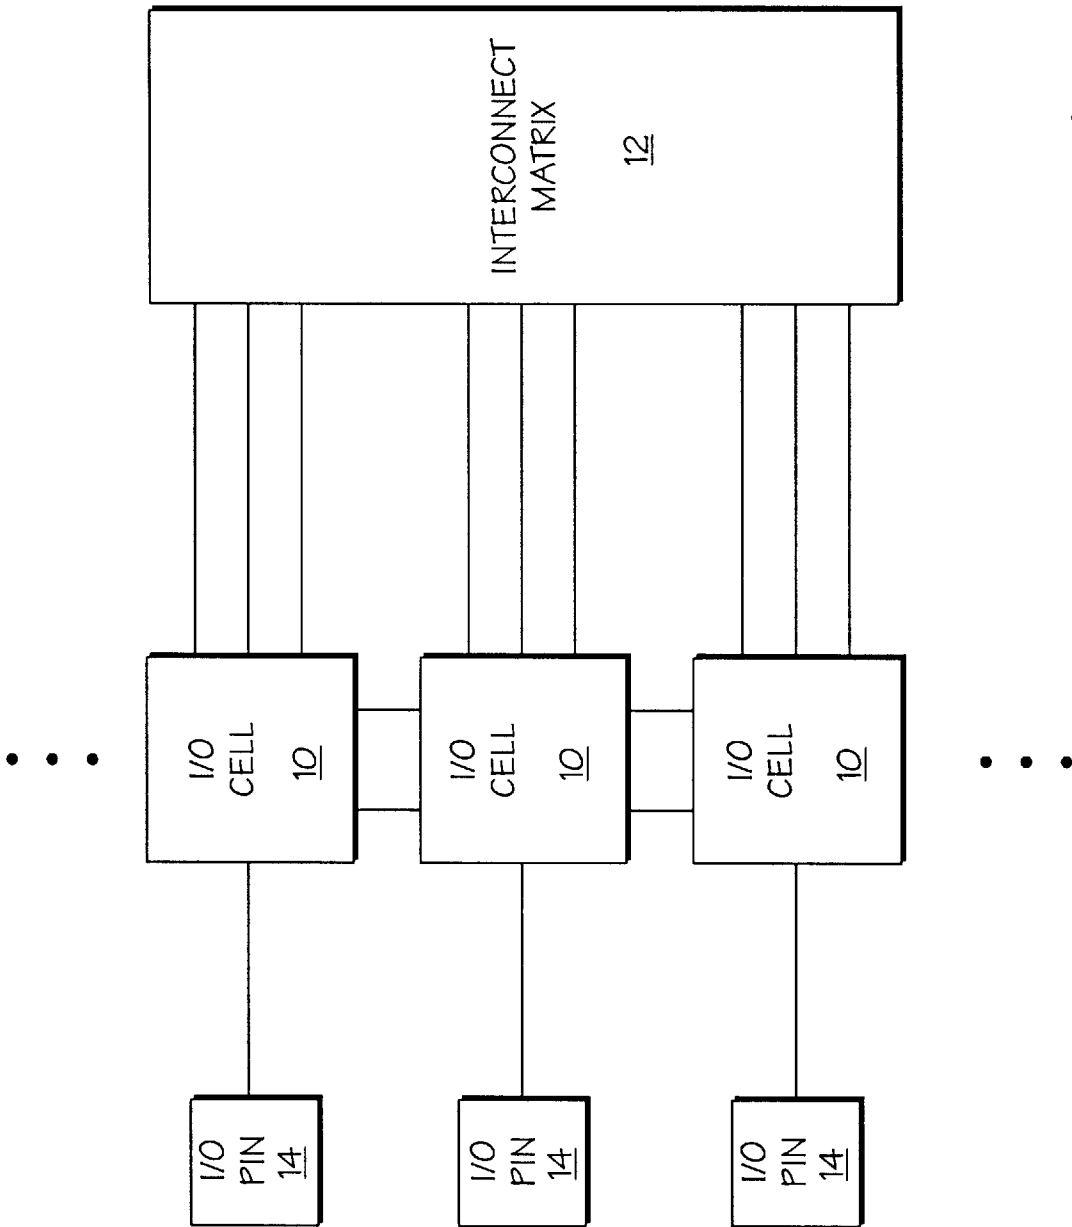 INTERCONNECT
MATRIX
12
I/O
CELL
10
I/O
CELL
10
I/O
CELL
10
I/O
PIN
14
I/O
PIN
14
I/O
PIN
14